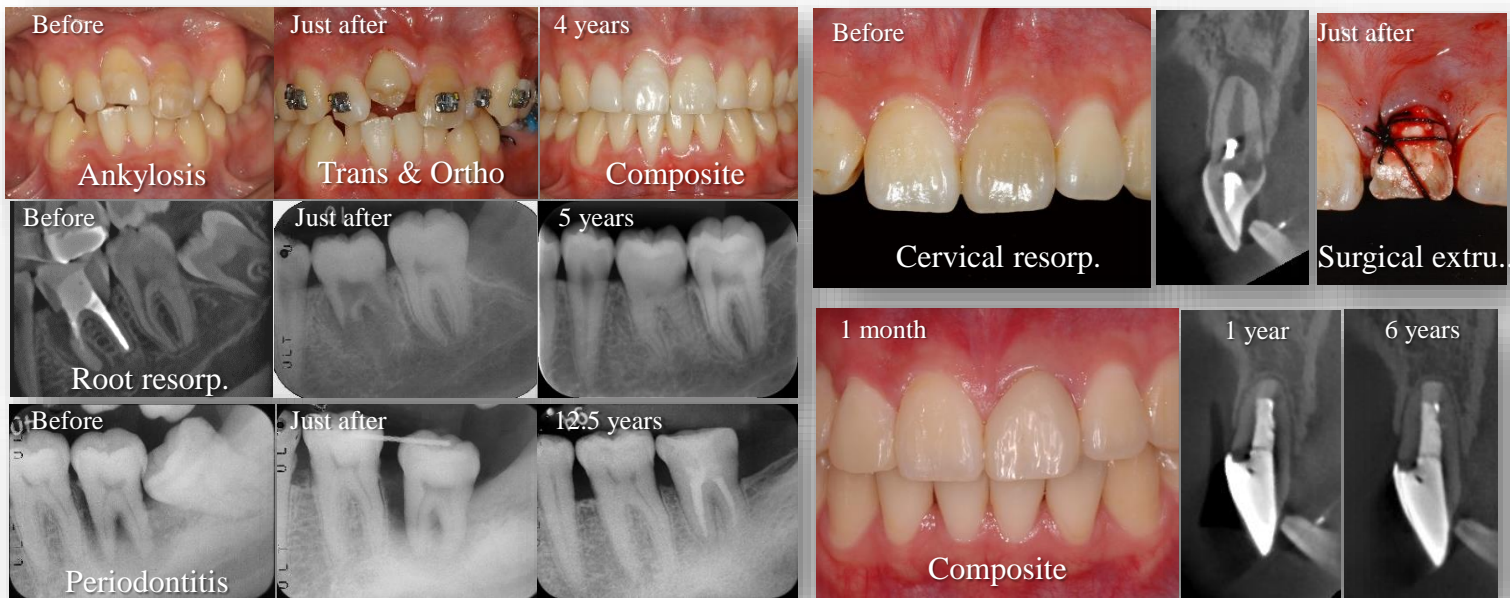 Before
Just after
4 years
Ankylosis
Trans & Ortho
Composite
Before
Just after
5 years
Root resorp.
Before
Just after
12.5 years
Periodontitis
Before
Just after
Cervical resorp.
Surgical extru..
1 month
1 year
6 years
Composite